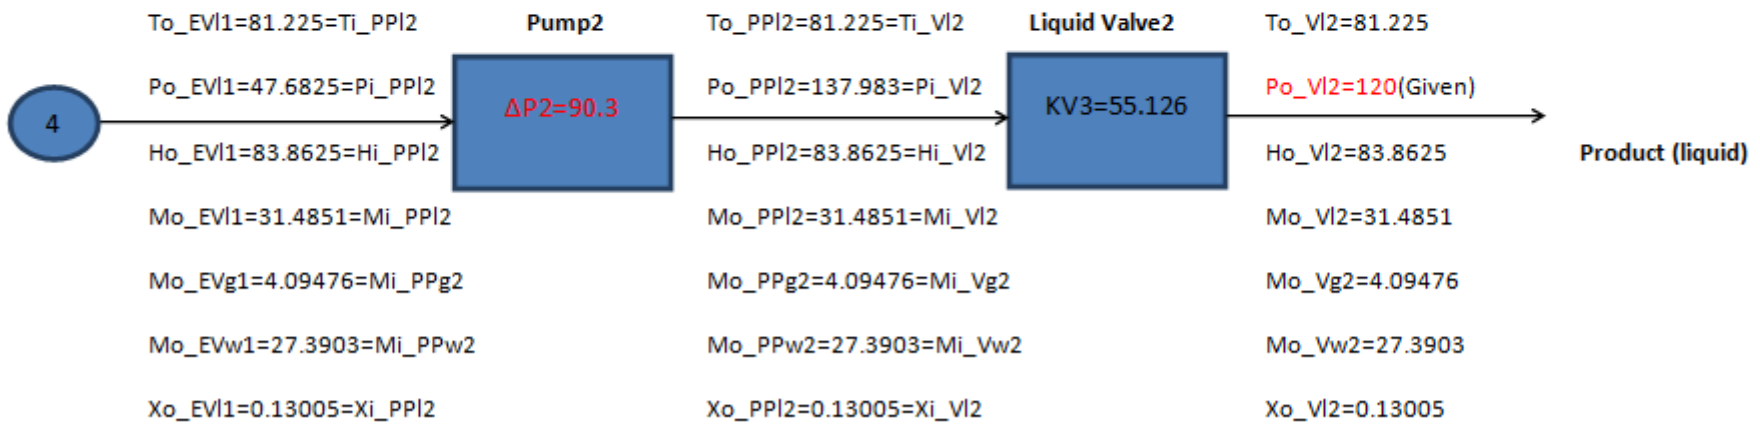 To_EVl1=81.225=Ti_PPl2 Pump2 To_PPl2=81.225=Ti_Vl2 Liquid Valve2 To_Vl2=81.225
Po_EVl1=47.6825=Pi_PPl2 Po_PPl2=137.983=Pi_Vl2 Po_Vl2=120(Given)
4 ΔP2=90.3 KV3=55.126
Ho_EVl1=83.8625=Hi_PPl2 Ho_PPl2=83.8625=Hi_Vl2 Ho_Vl2=83.8625 Product (liquid)
Mo_EVl1=31.4851=Mi_PPl2 Mo_PPl2=31.4851=Mi_Vl2 Mo_Vl2=31.4851
Mo_EVg1=4.09476=Mi_PPg2 Mo_PPg2=4.09476=Mi_Vg2 Mo_Vg2=4.09476
Mo_EVw1=27.3903=Mi_PPw2 Mo_PPw2=27.3903=Mi_Vw2 Mo_Vw2=27.3903
Xo_EVl1=0.13005=Xi_PPl2 Xo_PPl2=0.13005=Xi_Vl2 Xo_Vl2=0.13005